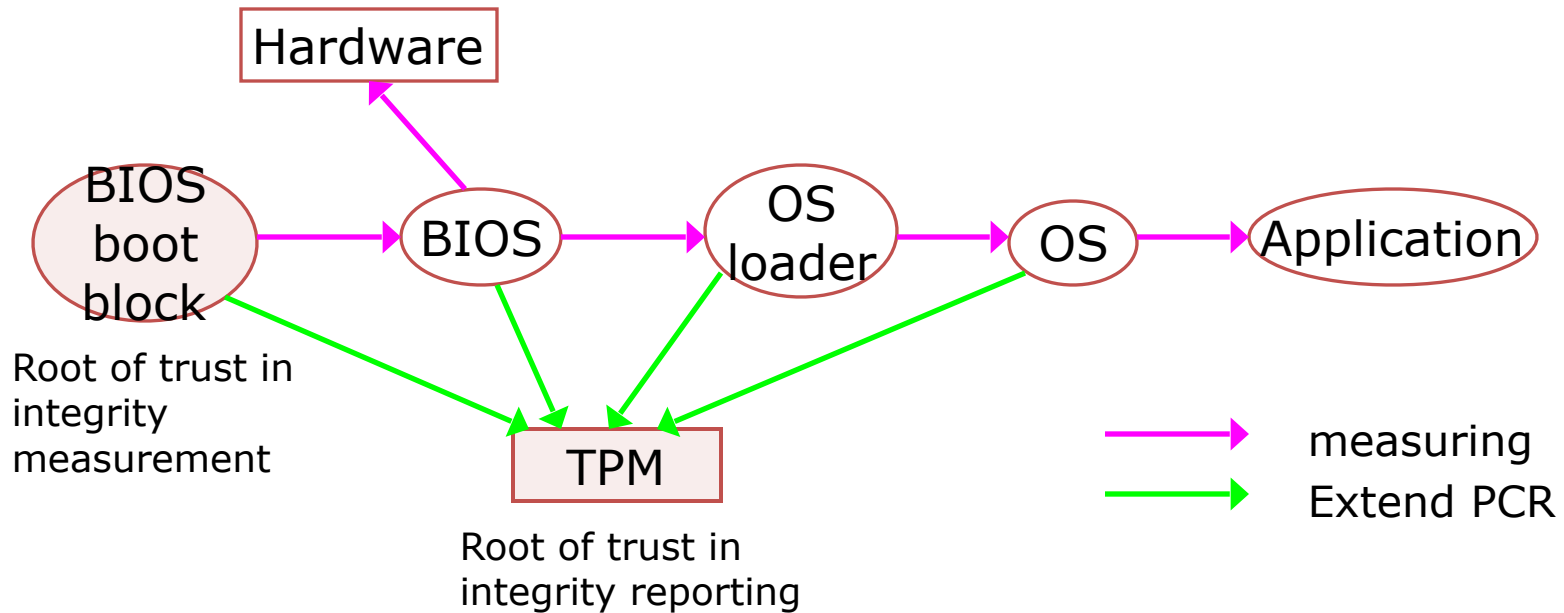 Hardware
BIOS
boot
block
BIOS
OS
loader
OS
Application
Root of trust in
integrity
measurement
TPM
Root of trust in
integrity reporting
measuring
Extend PCR